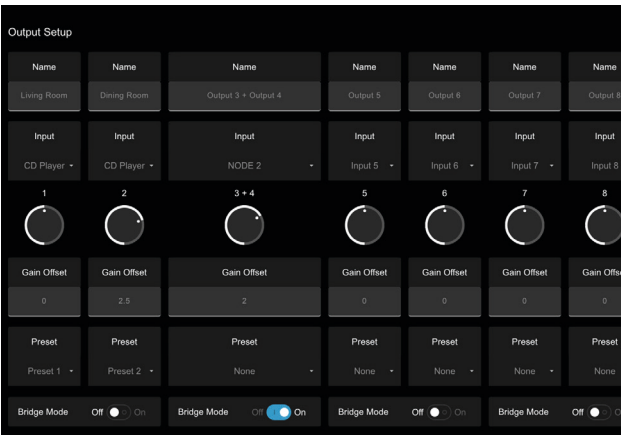 Output Setup
Name Name Name Name Name Name Name
Living Room Dining Room Output 3 + Output 4 Output 5 Output 6 Output 7 Output 8
Input Input Input Input Input Input Input
CD Player CD Player NODE 2 Input 5 Input 6 Input 7 Input 8
1 2 3 + 4 5 6 7 8
Gain Offset Gain Offset Gain Offset Gain Offset Gain Offset Gain Offset Gain Offs
0 2.5 2 0 0 0 0
Preset Preset Preset Preset Preset Preset Preset
Preset 1 Preset 2 None None None None None
Bridge Mode Off On Bridge Mode Off On Bridge Mode Off On Bridge Mode Off O